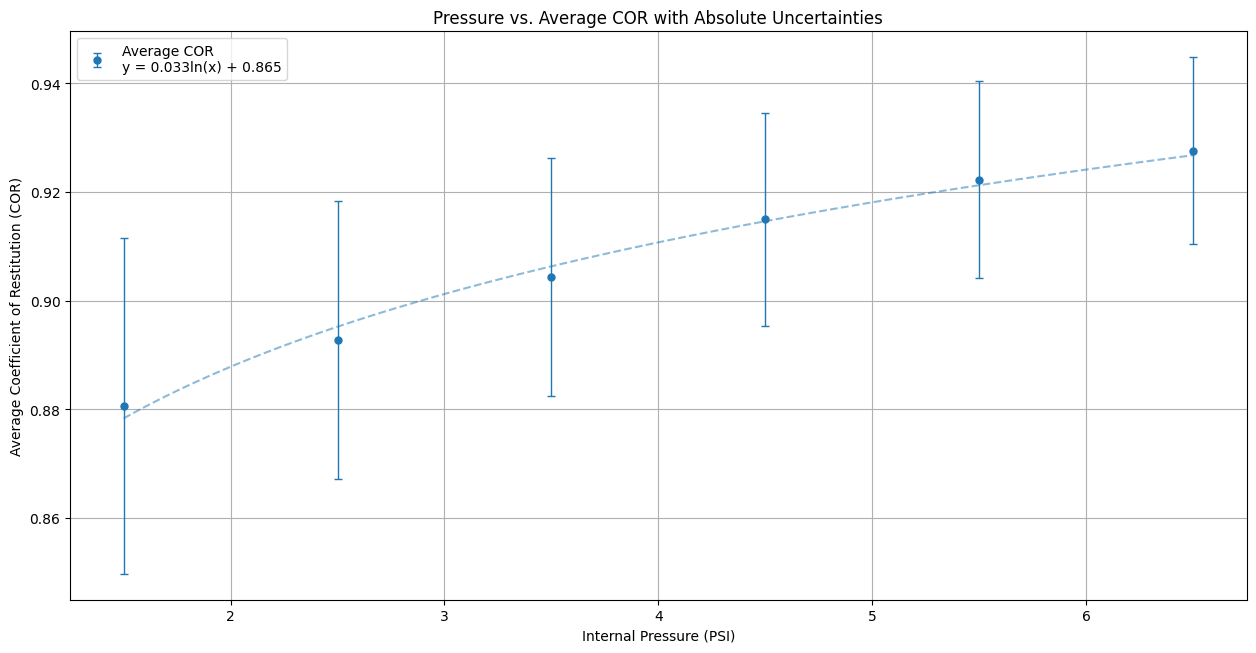 Pressure vs. Average COR with Absolute Uncertainties
Average COR
y = 0.033ln(x) + 0.865
0.94
0.92
0.90
0.88
0.86
Average Coefficient of Restitution (COR)
2
3
4
5
6
Internal Pressure (PSI)